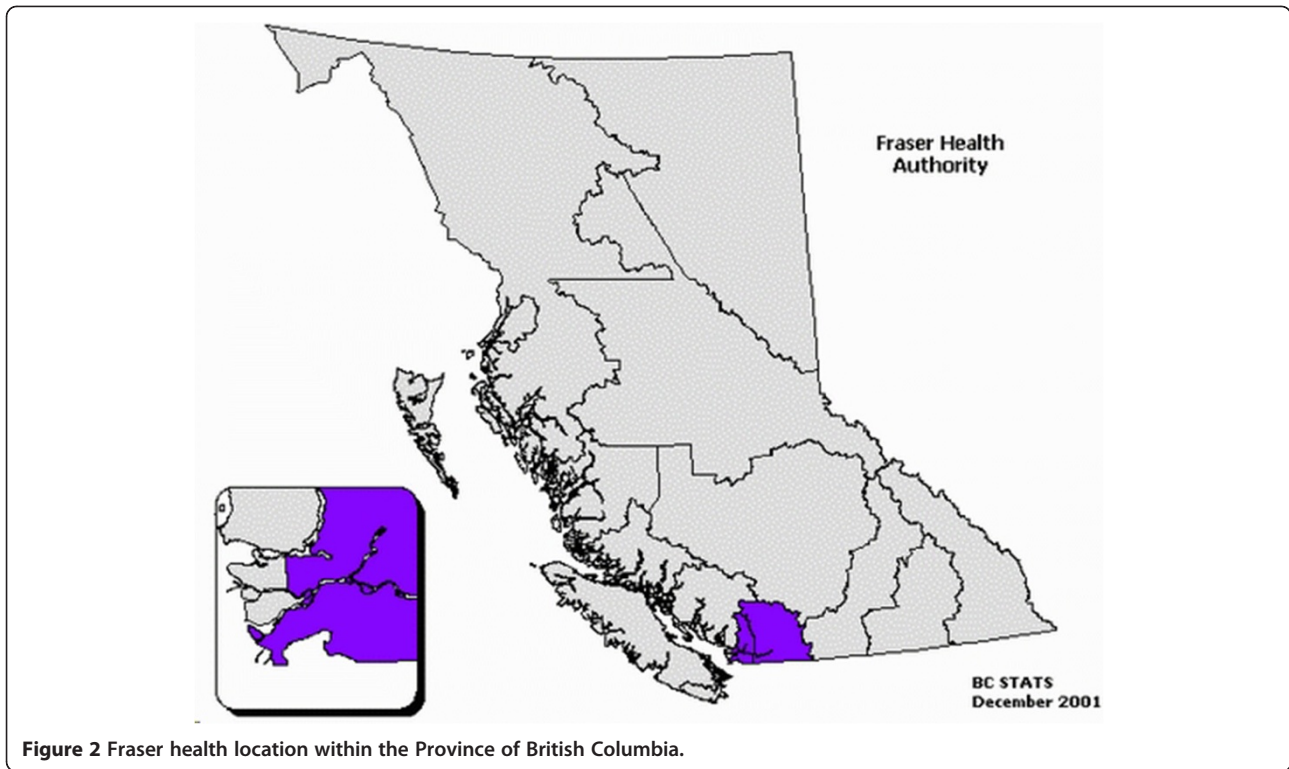 Fraser Health
Authority
BC STATS
December 2001
Figure 2 Fraser health location within the Province of British Columbia.